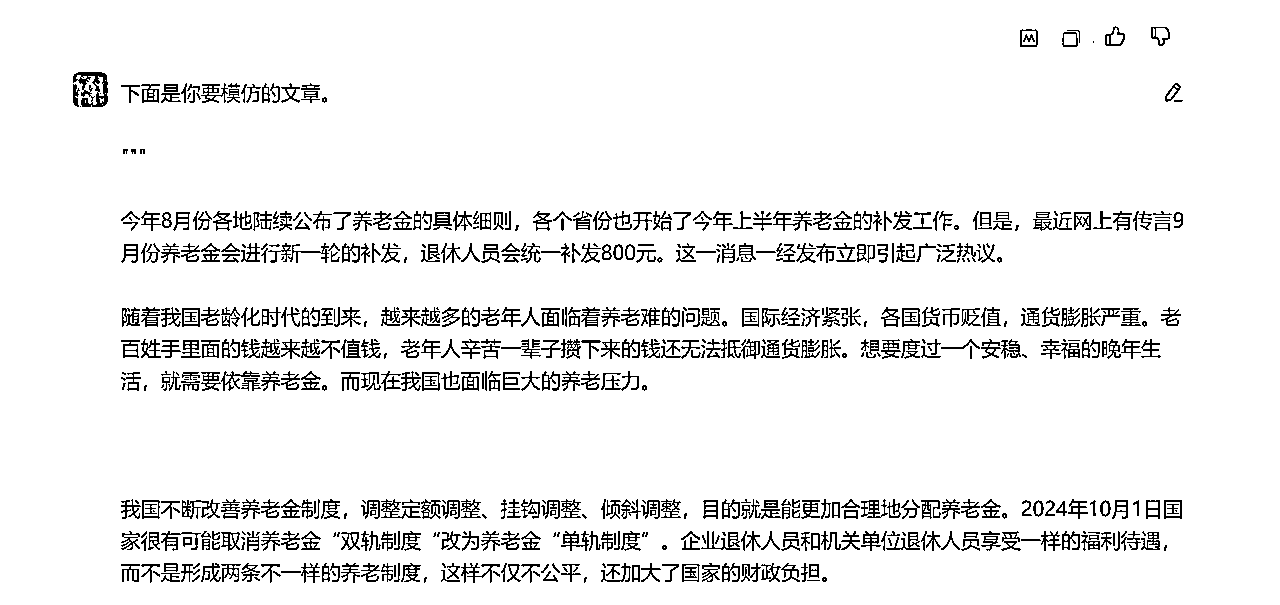 下面是你要模仿的文章。
"""
今年8月份各地陆续公布了养老金的具体细则，各个省份也开始了今年上半年养老金的补发工作。但是，最近网上有传言9
月份养老金会进行新一轮的补发，退休人员会统一补发800元。这一消息一经发布立即引起广泛热议。
随着我国老龄化时代的到来，越来越多的老年人面临着养老难的问题。国际经济紧张，各国货币贬值，通货膨胀严重。老
百姓手里面的钱越来越不值钱，老年人辛苦一辈子攒下来的钱还无法抵御通货膨胀。想要度过一个安稳、幸福的晚年生
活，就需要依靠养老金。而现在我国也面临巨大的养老压力。
我国不断改善养老金制度，调整定额调整、挂钩调整、倾斜调整，目的就是能更加合理地分配养老金。2024年10月1日国
家很有可能取消养老金“双轨制度“改为养老金“单轨制度”。企业退休人员和机关单位退休人员享受一样的福利待遇，
而不是形成两条不一样的养老制度，这样不仅不公平，还加大了国家的财政负担。